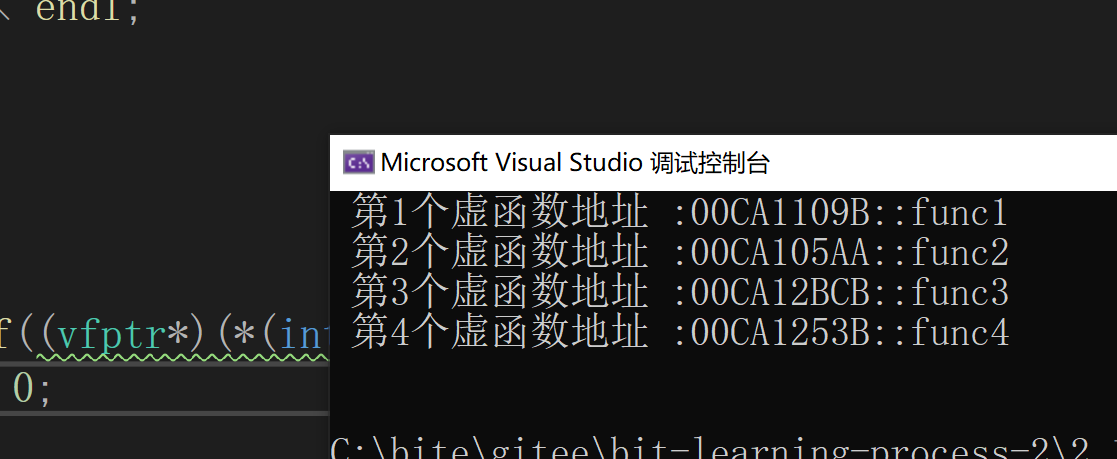 endl;
Microsoft Visual Studio 调试控制台
第1个虚函数地址 :00CA1109B::func1
第2个虚函数地址 :00CA105AA::func2
第3个虚函数地址 :00CA12BCB::func3
第4个虚函数地址 :00CA1253B::func4
f((vfptr*)(*(int
0;
C:\bite\gitee\bit-learning-process-2\2